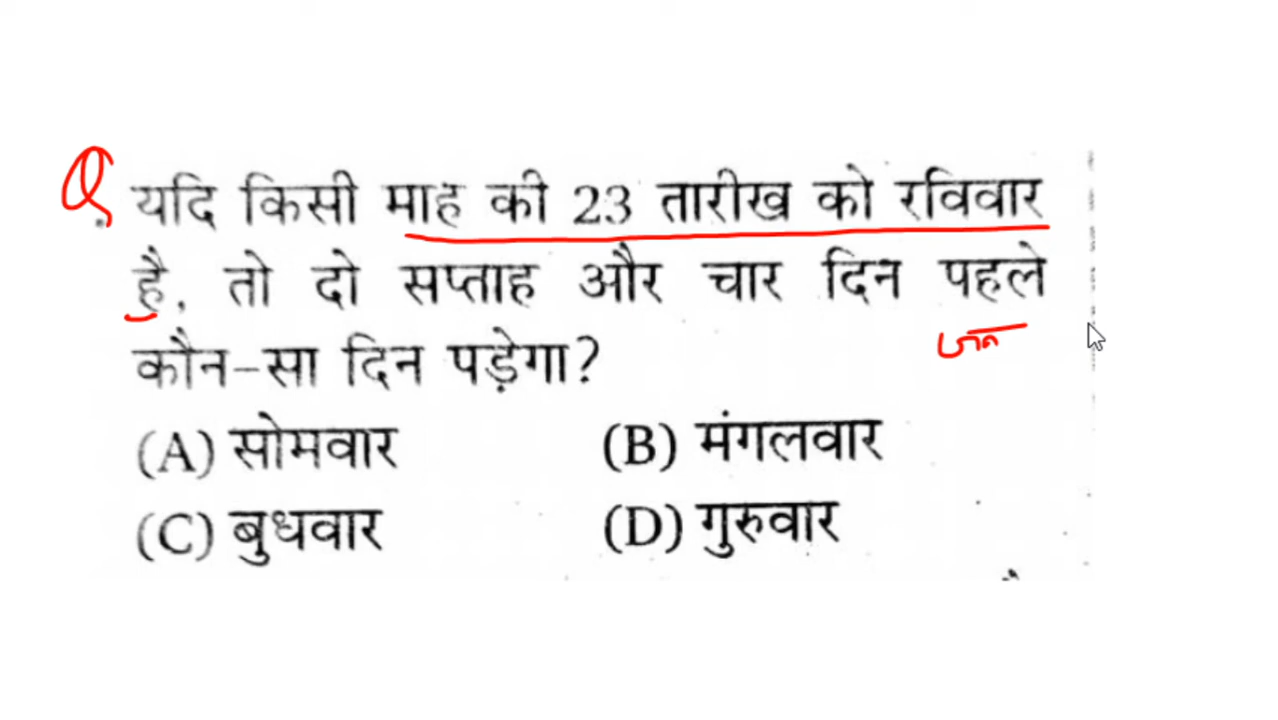 Q. यदि किसी माह की 23 तारीख को रविवार
है, तो दो सप्ताह और चार दिन पहले
कौन-सा दिन पड़ेगा?
(A) सोमवार (B) मंगलवार
(C) बुधवार (D) गुरुवार